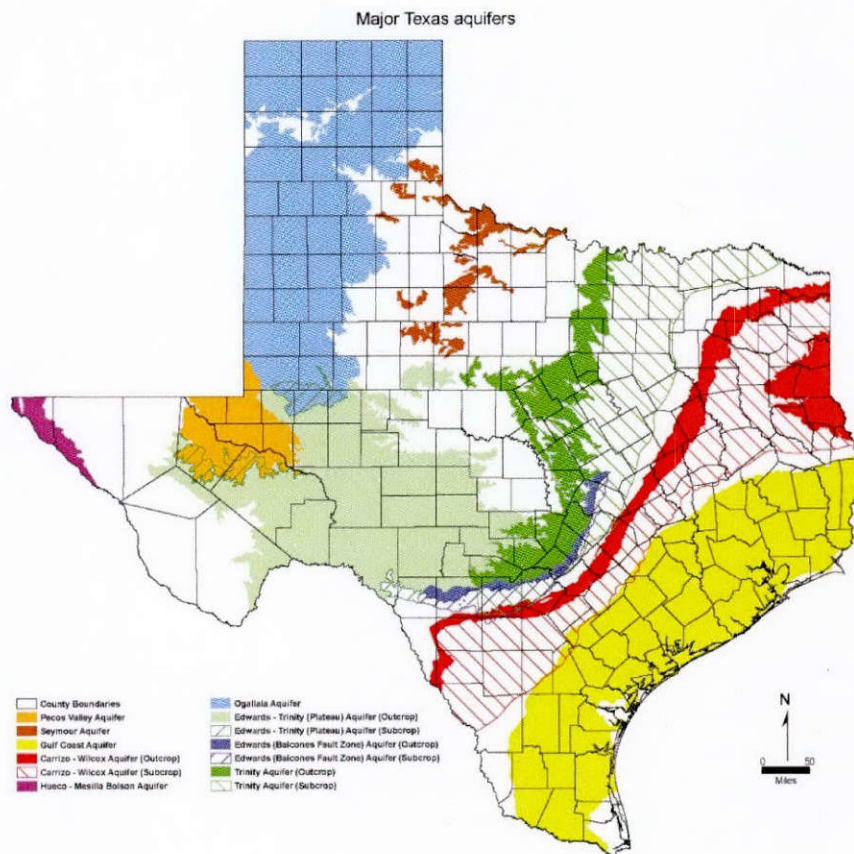 Major Texas aquifers
County Boundaries
Pecos Valley Aquifer
Seymour Aquifer
Gulf Coast Aquifer
Carrizo - Wilcox Aquifer (Outcrop)
Carrizo - Wilcox Aquifer (Subcrop)
Hueco - Mesilla Bolson Aquifer
Ogallala Aquifer
Edwards - Trinity (Plateau) Aquifer (Outcrop)
Edwards - Trinity (Plateau) Aquifer (Subcrop)
Edwards (Balcones Fault Zone) Aquifer (Outcrop)
Edwards (Balcones Fault Zone) Aquifer (Subcrop)
Trinity Aquifer (Outcrop)
Trinity Aquifer (Subcrop)
N
0 50
Miles